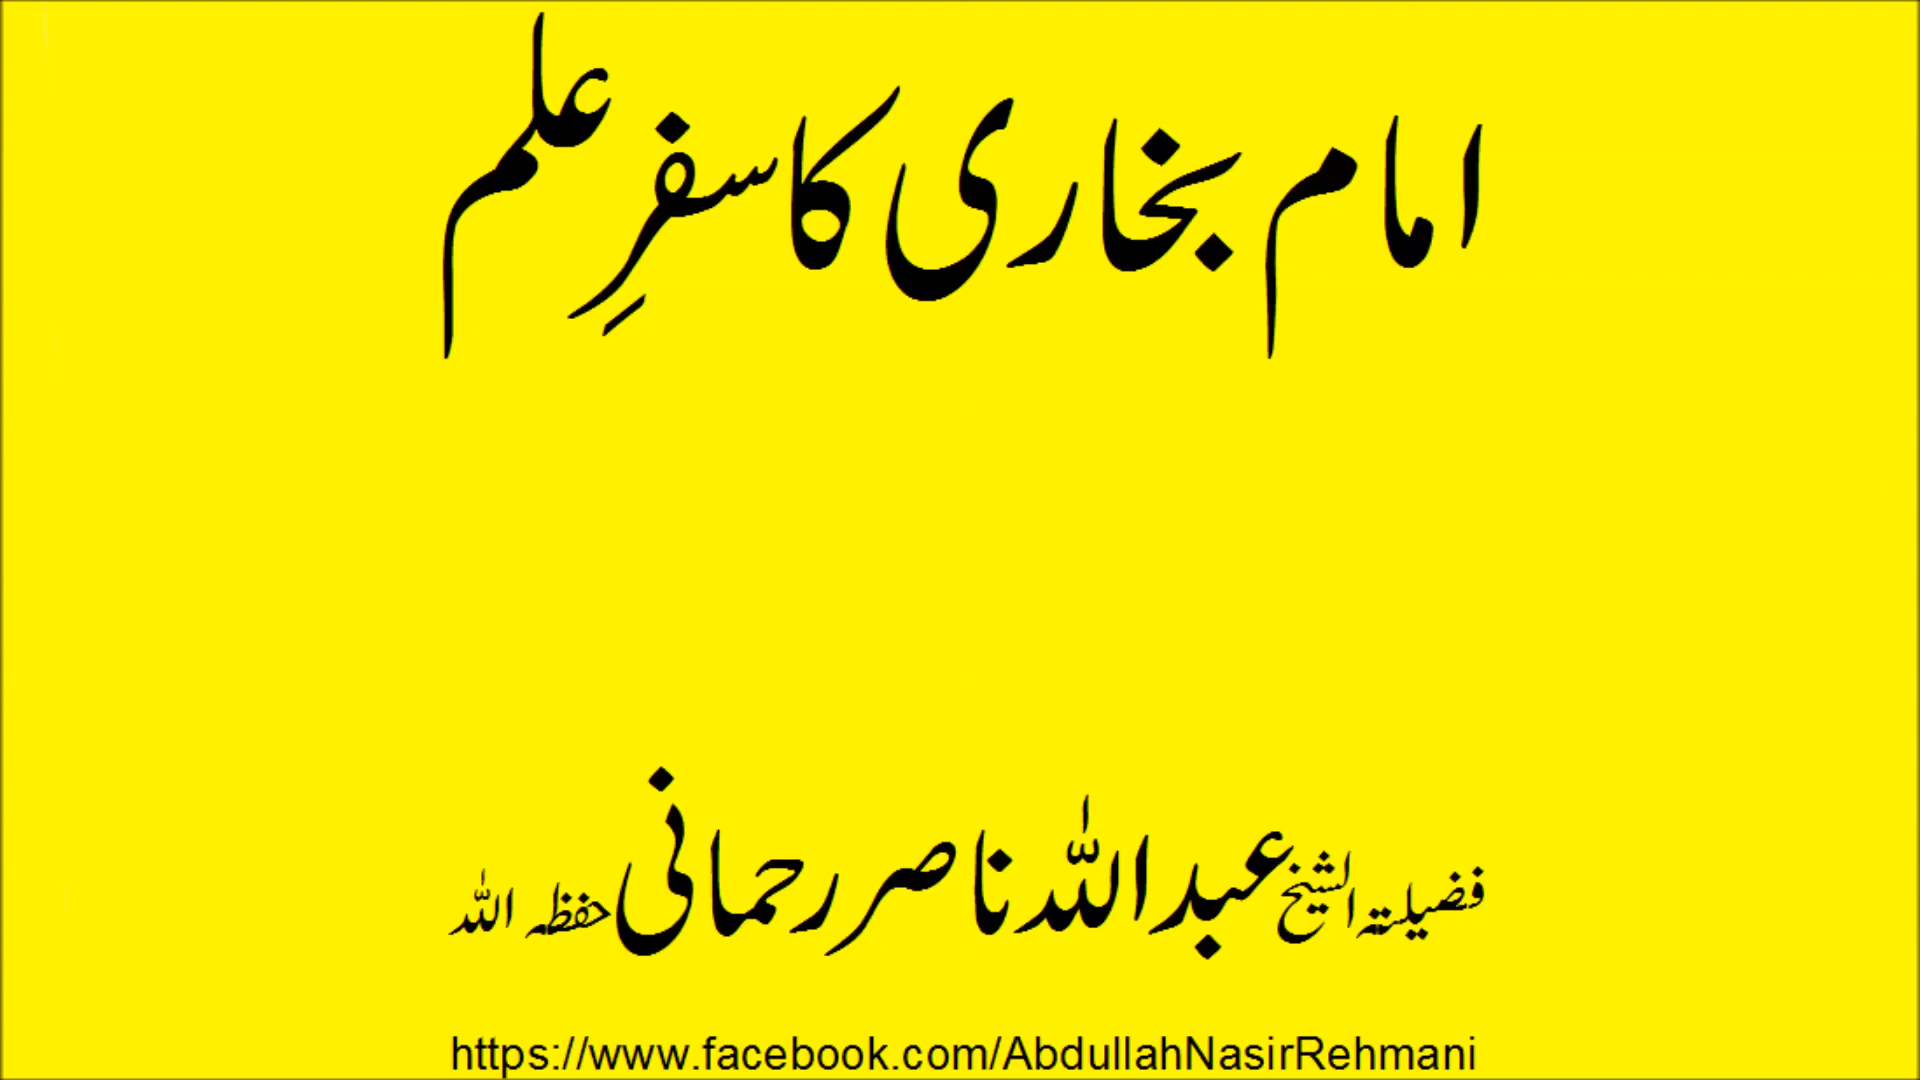 امام بخاری کا سفرِ علم
فضیلۃ الشیخ عبداللہ ناصر رحمانی حفظہ اللہ
https://www.facebook.com/AbdullahNasirRehmani